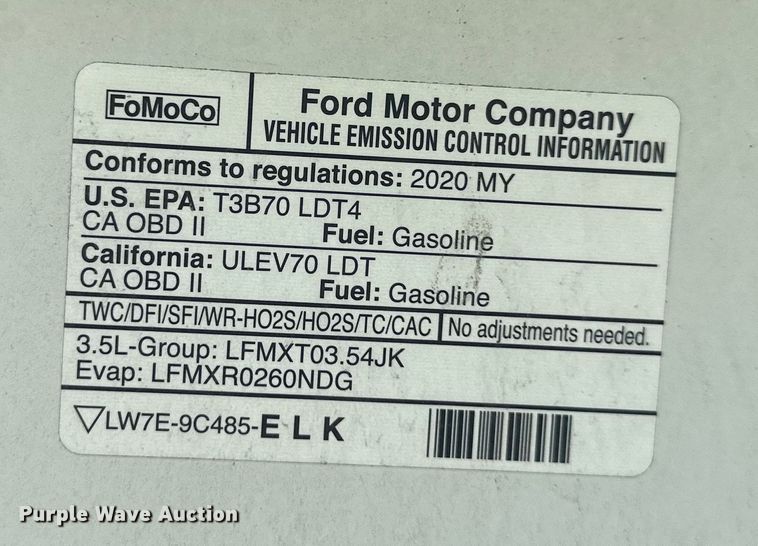 FoMoCo
Ford Motor Company
VEHICLE EMISSION CONTROL INFORMATION
Conforms to regulations: 2020 MY
U.S. EPA: T3B70 LDT4
CA OBD II Fuel: Gasoline
California: ULEV70 LDT
CA OBD II Fuel: Gasoline
TWC/DFI/SFI/WR-HO2S/HO2S/TC/CAC No adjustments needed.
3.5L-Group: LFMXT03.54JK
Evap: LFMXR0260NDG
LW7E-9C485-E L K
Purple Wave Auction